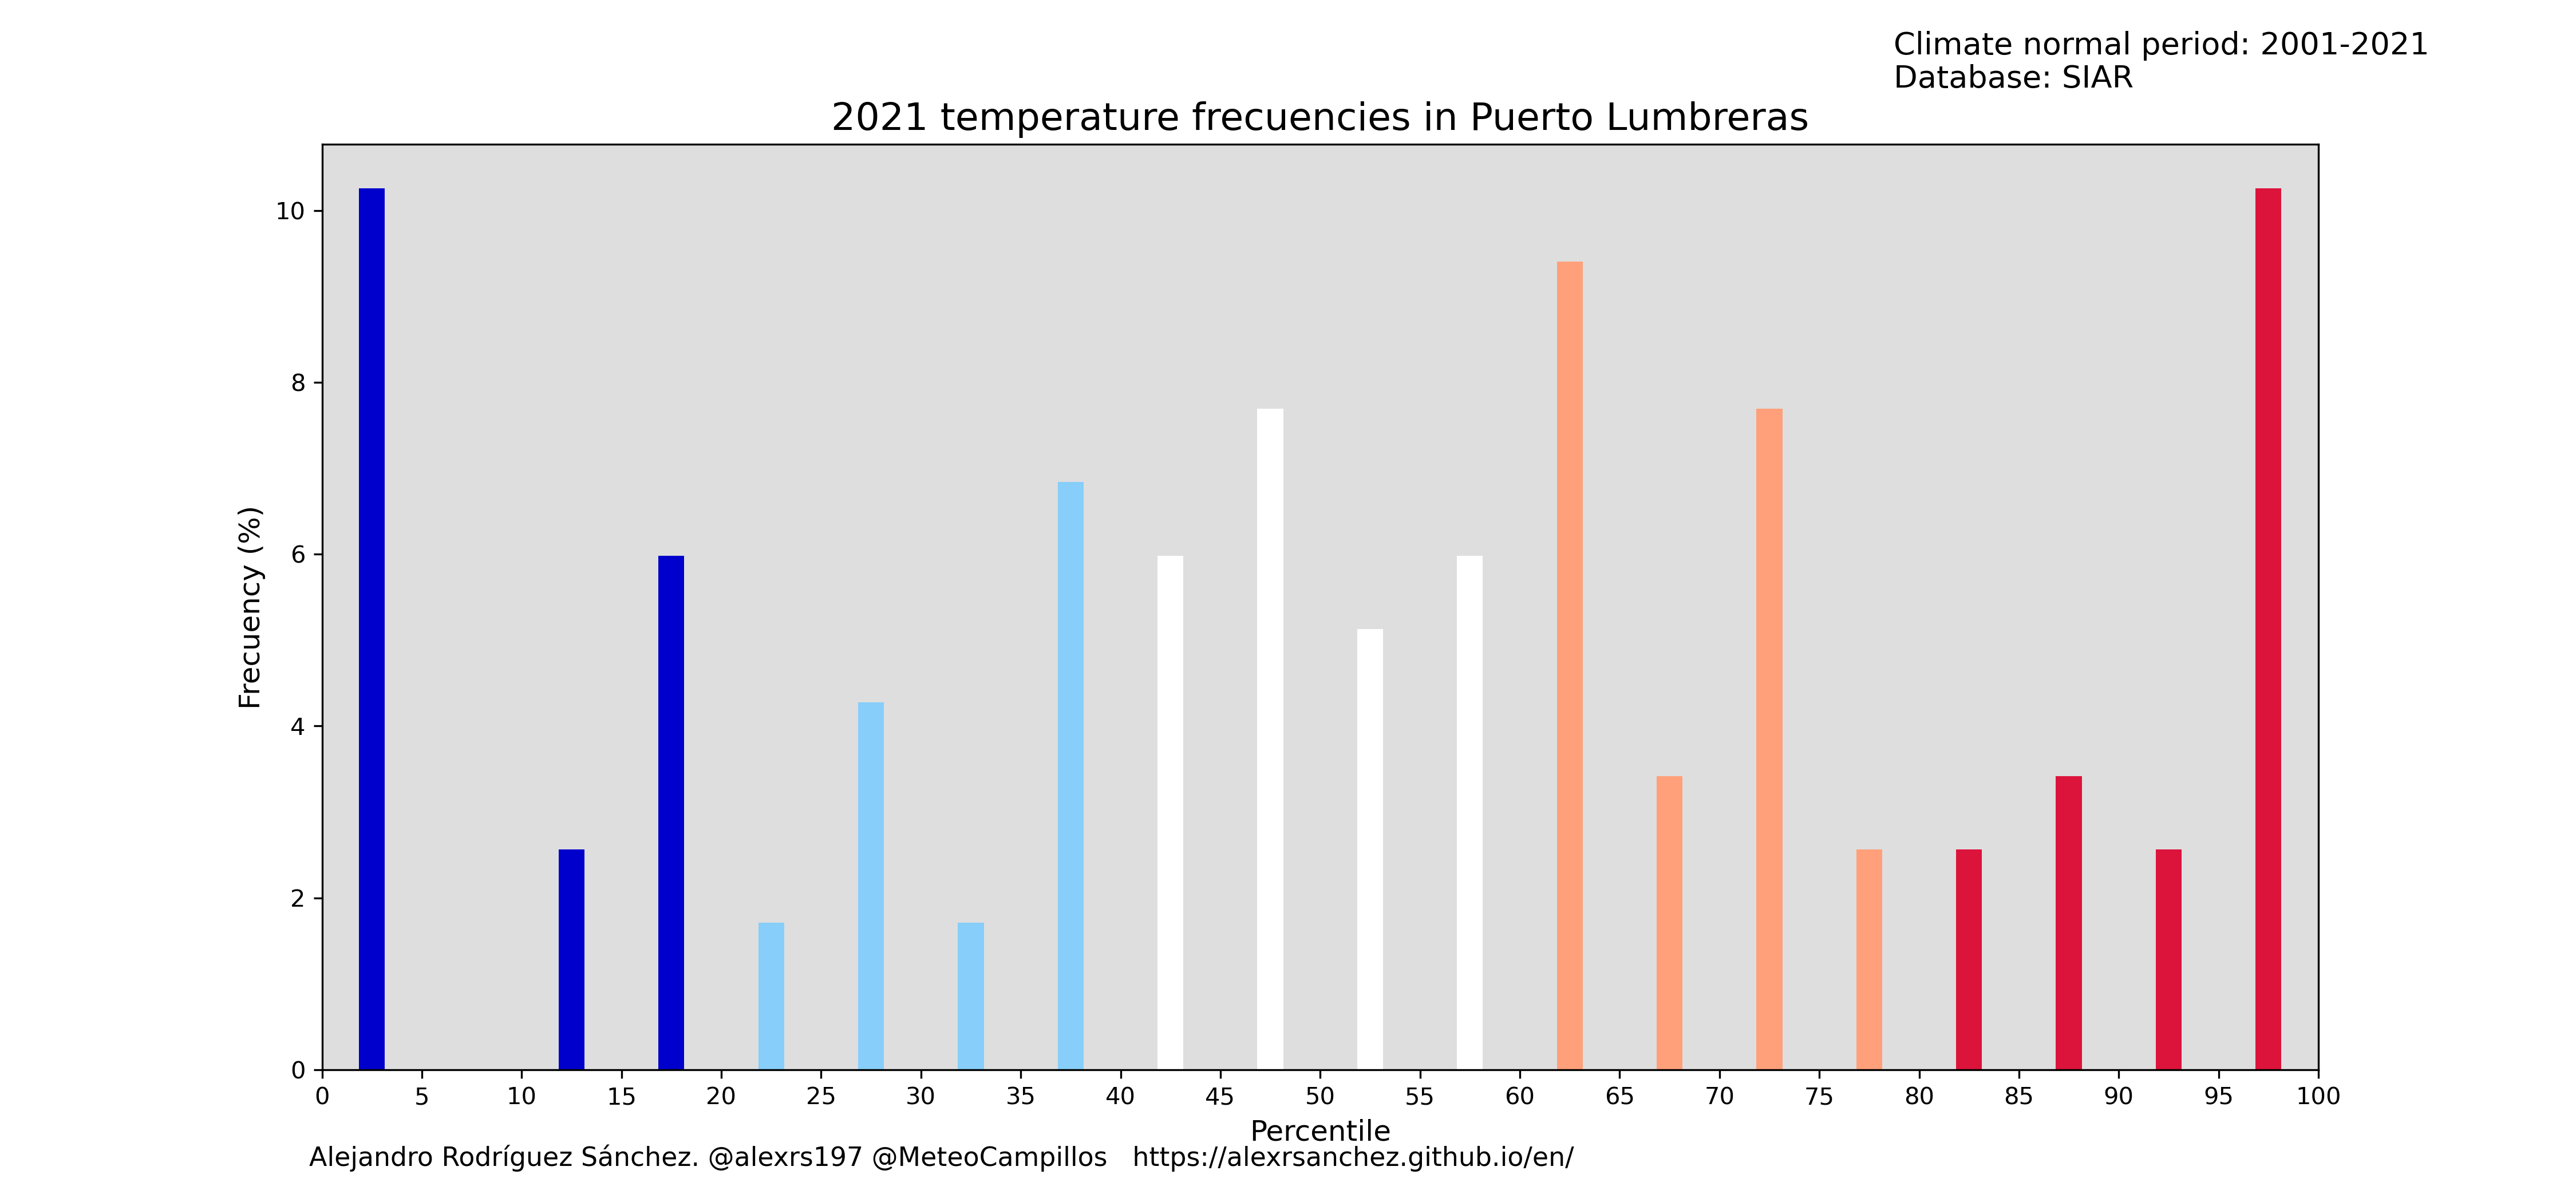 Climate normal period: 2001-2021
Database: SIAR
2021 temperature frecuencies in Puerto Lumbreras
Frecuency (%)
10
8
6
4
2
0
0 5 10 15 20 25 30 35 40 45 50 55 60 65 70 75 80 85 90 95 100
Percentile
Alejandro Rodríguez Sánchez. @alexrs197 @MeteoCampillos https://alexrsanchez.github.io/en/